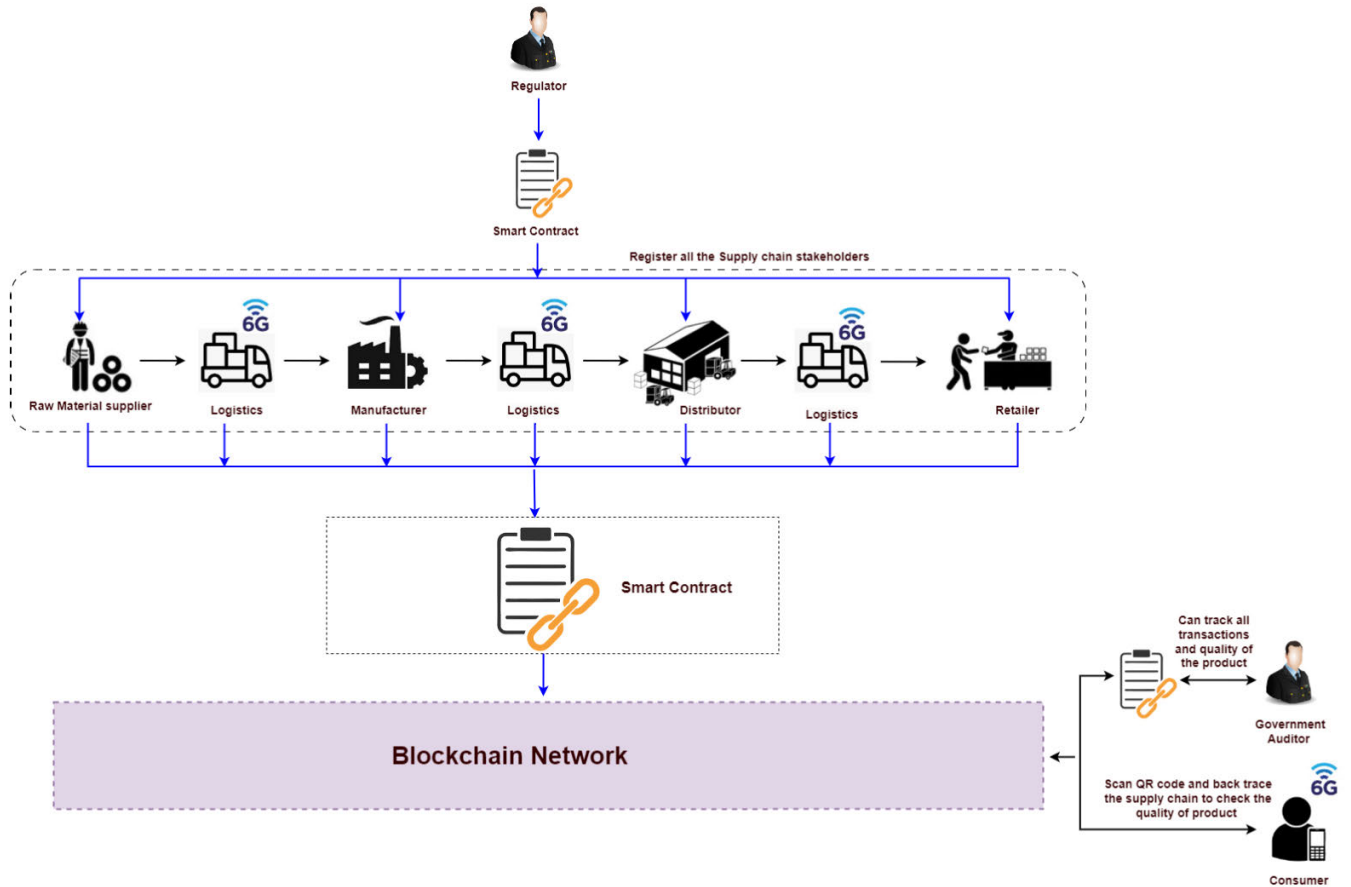 Regulator
Smart Contract
Register all the Supply chain stakeholders
6G
6G
6G
Raw Material supplier
Logistics
Manufacturer
Logistics
Distributor
Logistics
Retailer
Smart Contract
Blockchain Network
Can track all
transactions
and quality of
the product
Government
Auditor
Scan QR code and back trace
the supply chain to check the
quality of product
6G
Consumer